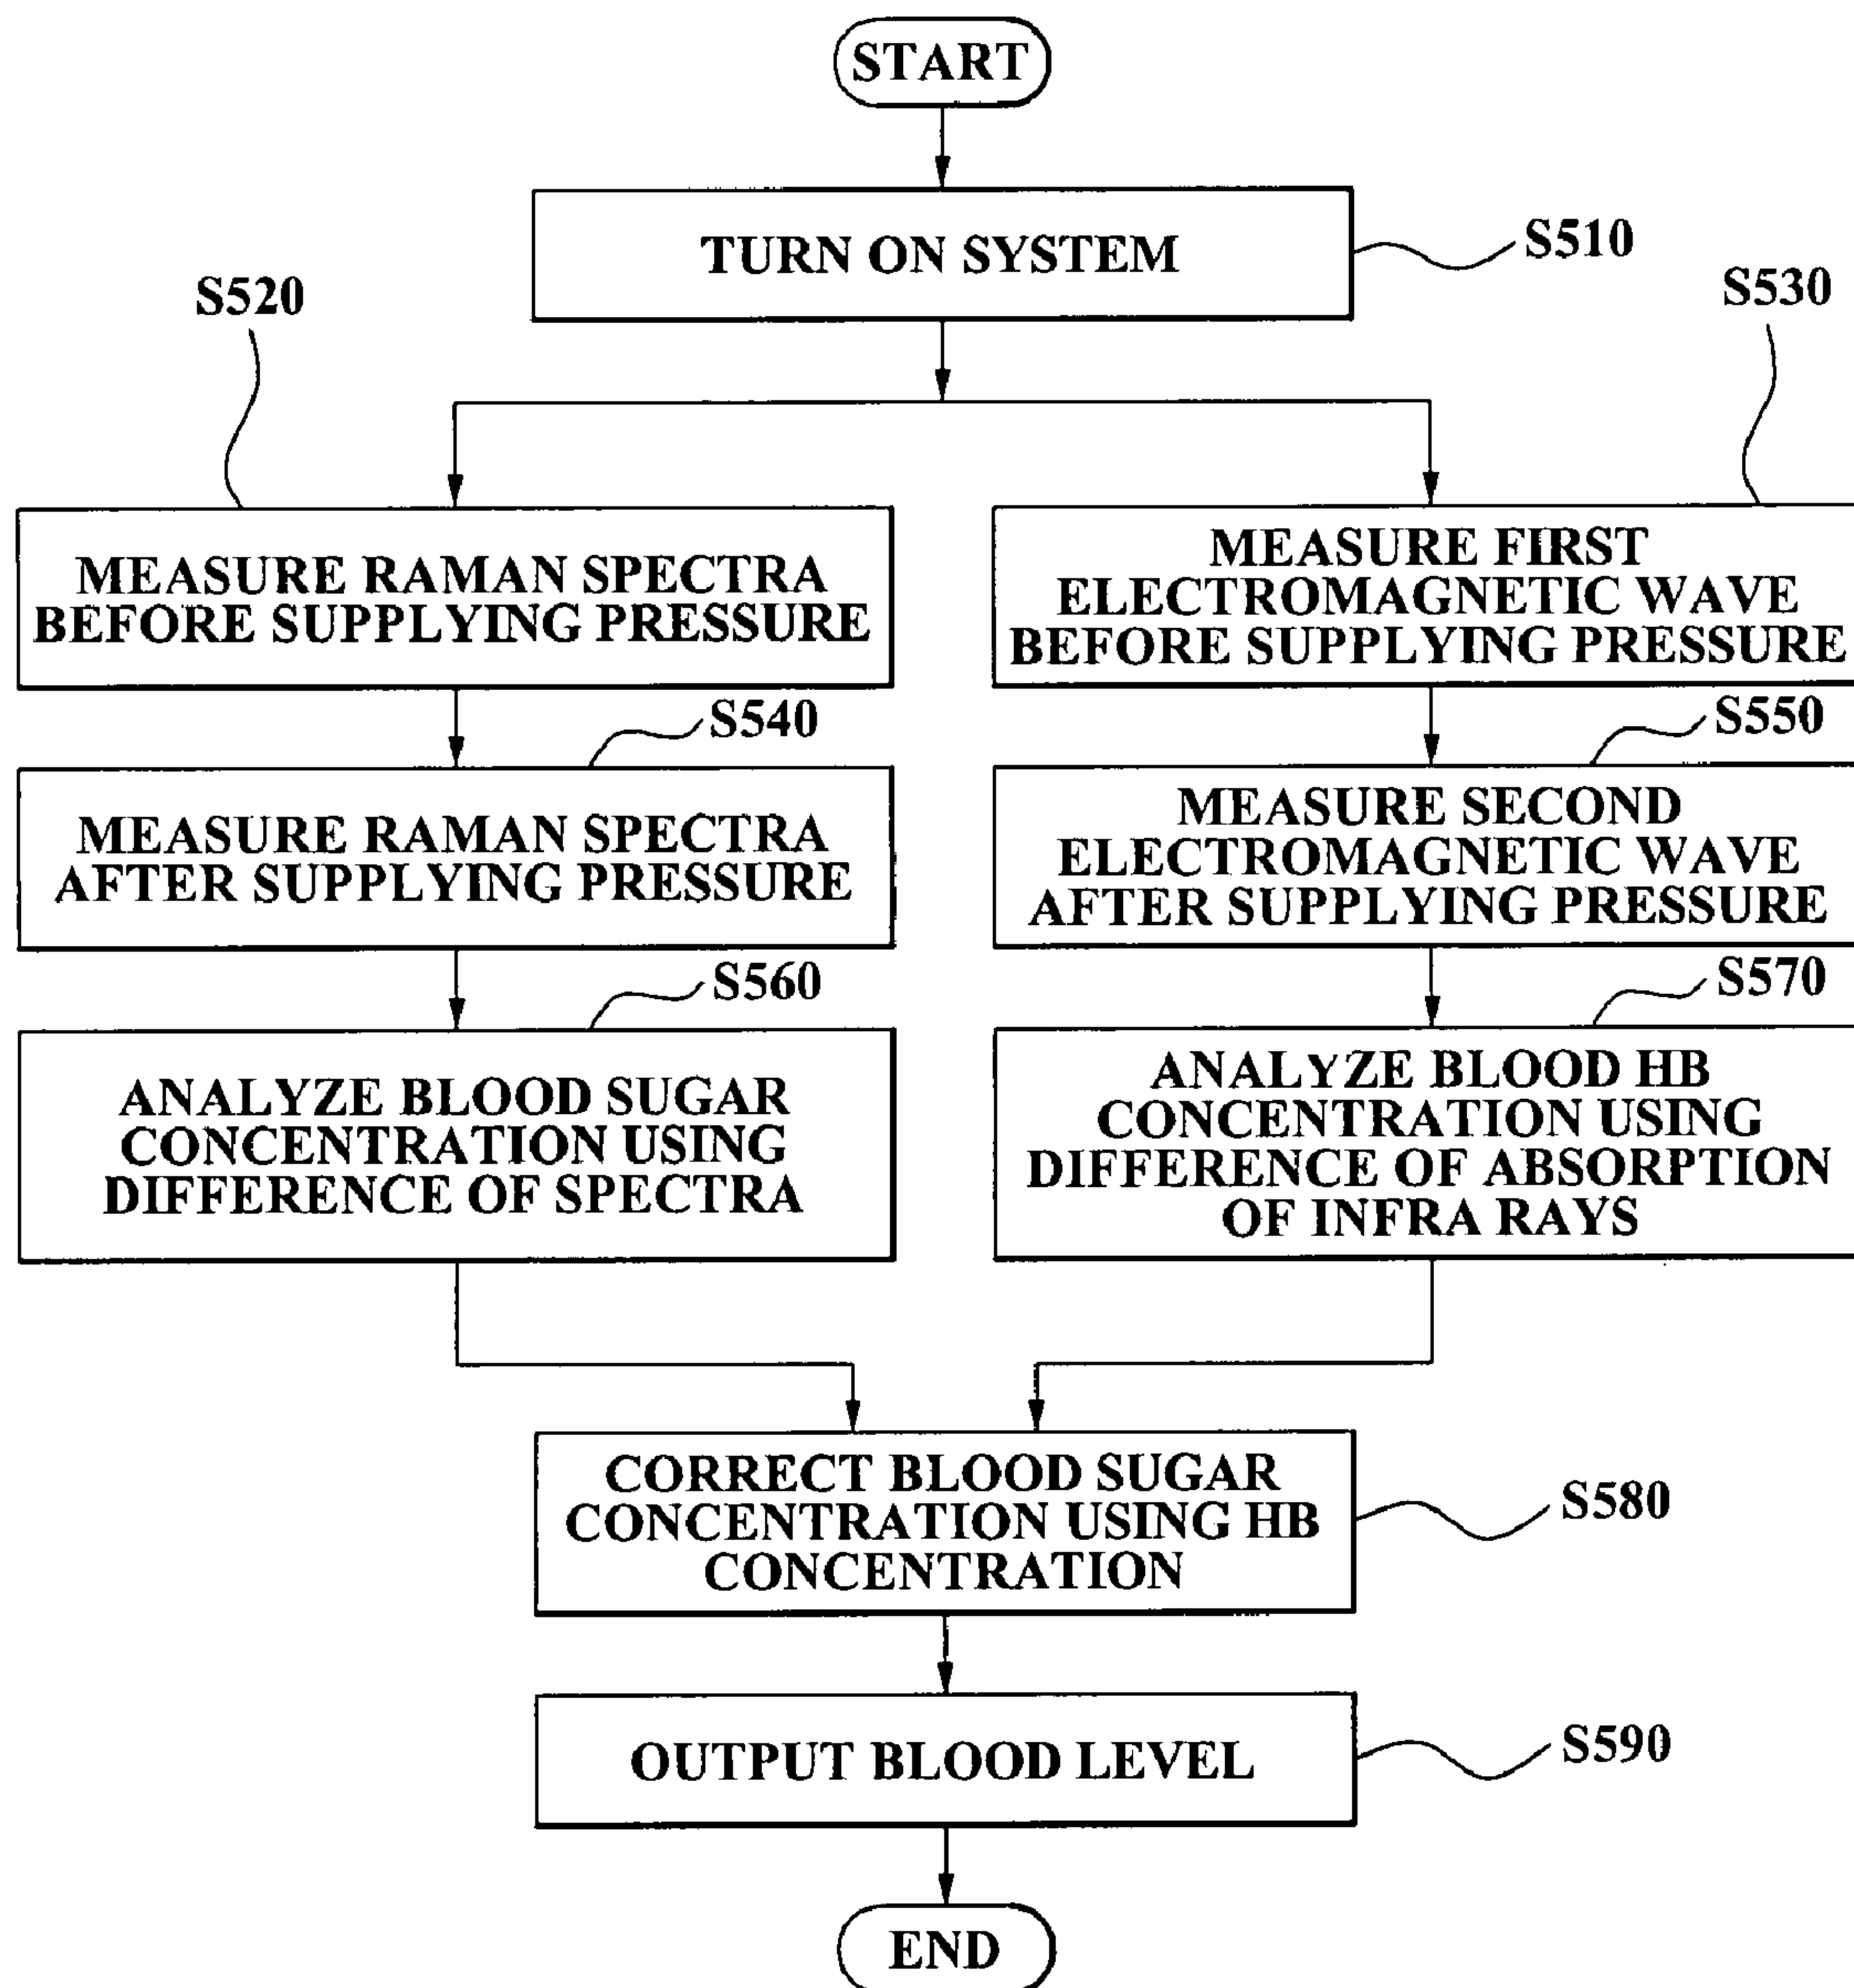 START
TURN ON SYSTEM
S510
S520
S530
MEASURE RAMAN SPECTRA
BEFORE SUPPLYING PRESSURE
MEASURE FIRST
ELECTROMAGNETIC WAVE
BEFORE SUPPLYING PRESSURE
S540
S550
MEASURE RAMAN SPECTRA
AFTER SUPPLYING PRESSURE
MEASURE SECOND
ELECTROMAGNETIC WAVE
AFTER SUPPLYING PRESSURE
S560
S570
ANALYZE BLOOD SUGAR
CONCENTRATION USING
DIFFERENCE OF SPECTRA
ANALYZE BLOOD HB
CONCENTRATION USING
DIFFERENCE OF ABSORPTION
OF INFRA RAYS
CORRECT BLOOD SUGAR
CONCENTRATION USING HB
CONCENTRATION
S580
OUTPUT BLOOD LEVEL
S590
END